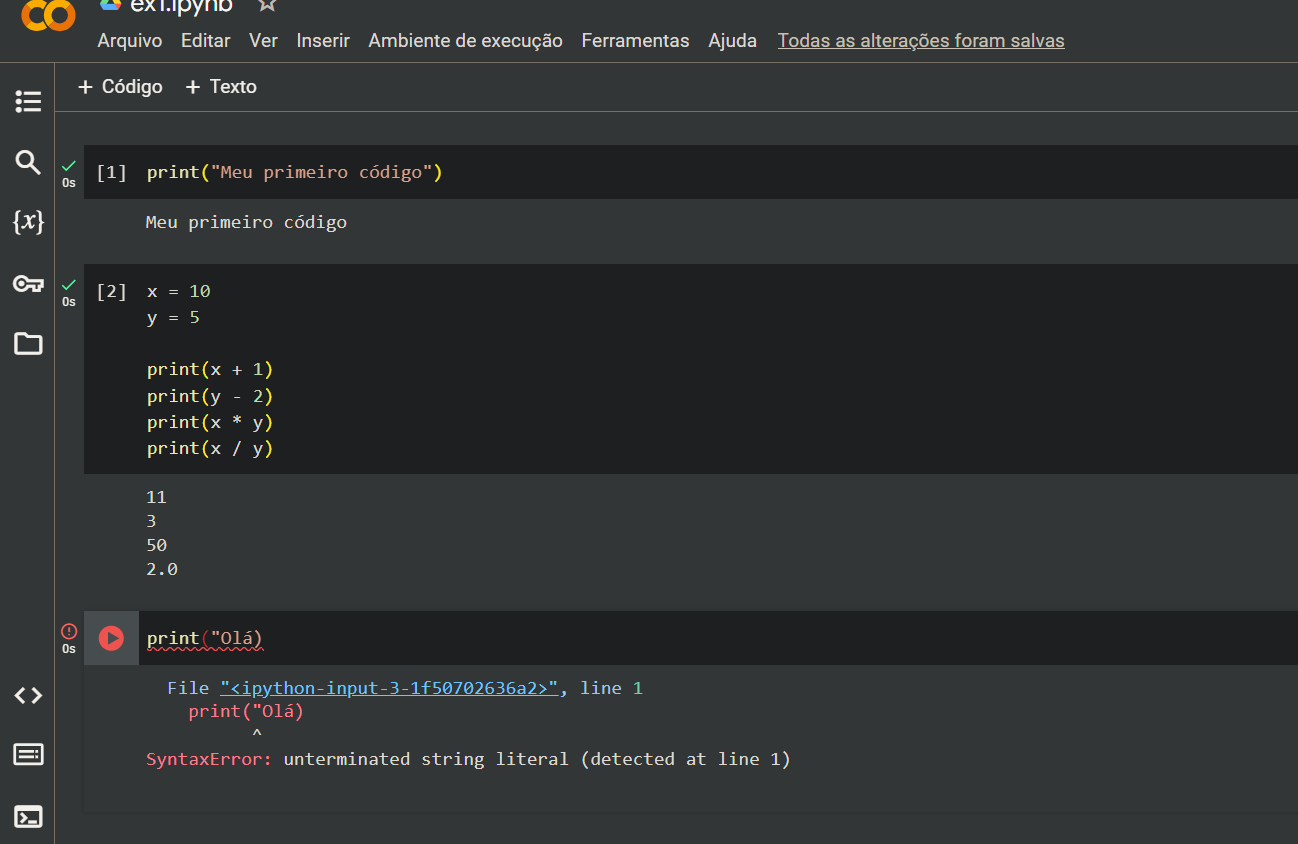 ex1.ipynb
Arquivo Editar Ver Inserir Ambiente de execução Ferramentas Ajuda Todas as alterações foram salvas
+ Código + Texto
[1] print("Meu primeiro código")
0s
Meu primeiro código
[2] x = 10
0s
y = 5
print(x + 1)
print(y - 2)
print(x * y)
print(x / y)
11
3
50
2.0
print("Olá)
0s
File "<ipython-input-3-1f50702636a2>", line 1
print("Olá)
^
SyntaxError: unterminated string literal (detected at line 1)
{x}